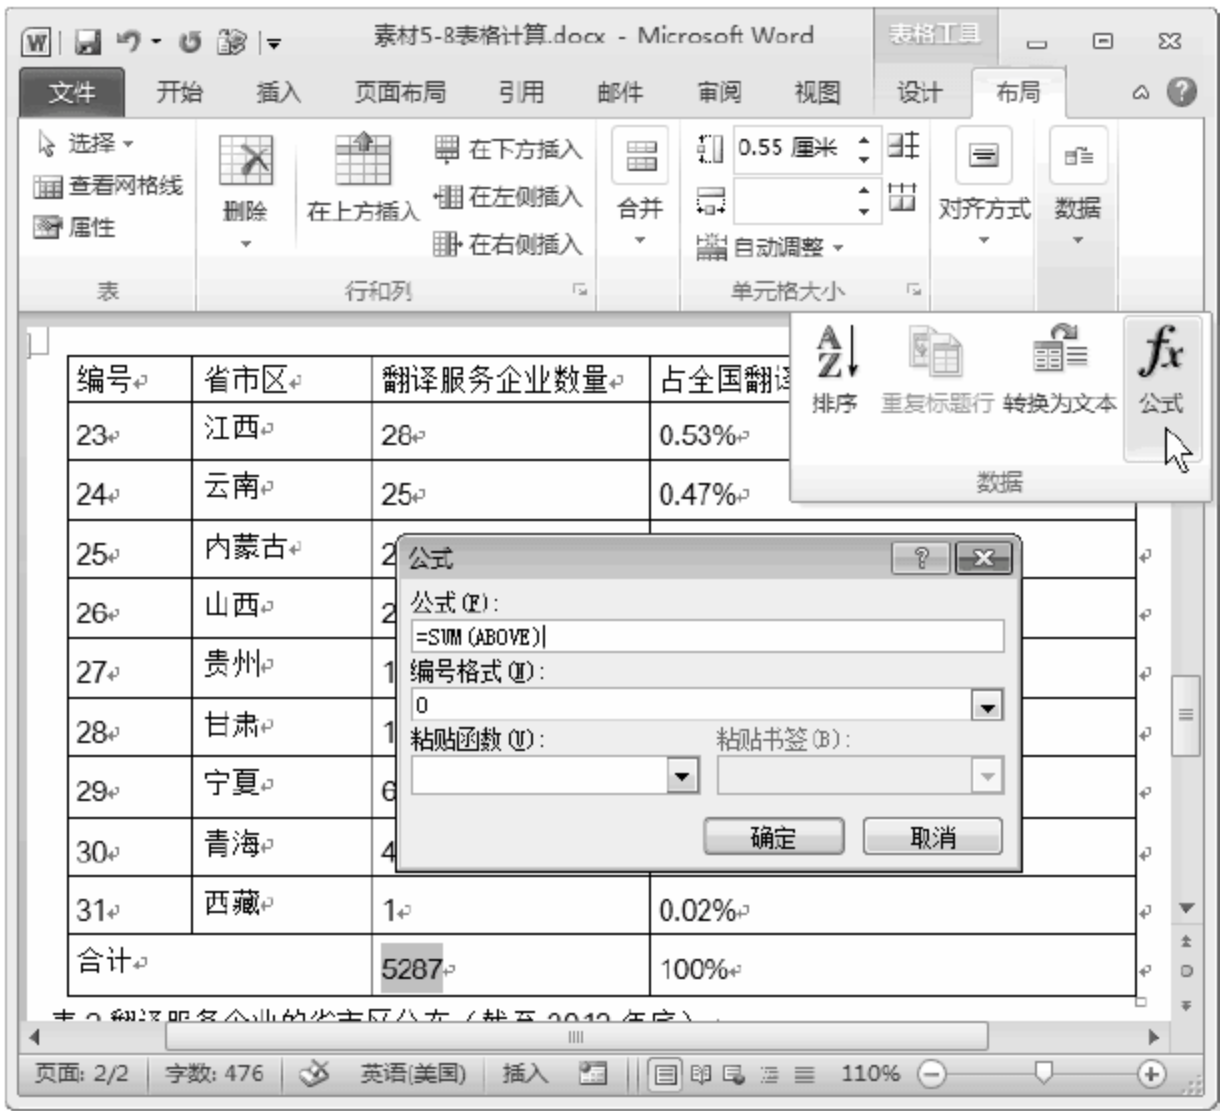 素材5-8表格计算.docx - Microsoft Word
表格工具
文件 开始 插入 页面布局 引用 邮件 审阅 视图 设计 布局
选择
查看网格线
属性
表
删除
在上方插入
在下方插入
在左侧插入
在右侧插入
行和列
合并
0.55 厘米
自动调整
单元格大小
对齐方式
数据
排序 重复标题行 转换为文本 公式
数据
编号 省市区 翻译服务企业数量 占全国翻译
23 江西 28 0.53%
24 云南 25 0.47%
25 内蒙古 2
26 山西 2
27 贵州 1
28 甘肃 1
29 宁夏 6
30 青海 4
31 西藏 1 0.02%
合计 5287 100%
公式
公式(F):
=SUM(ABOVE)
编号格式(N):
0
粘贴函数(U): 粘贴书签(B):
确定 取消
页面: 2/2 字数: 476 英语(美国) 插入 110%